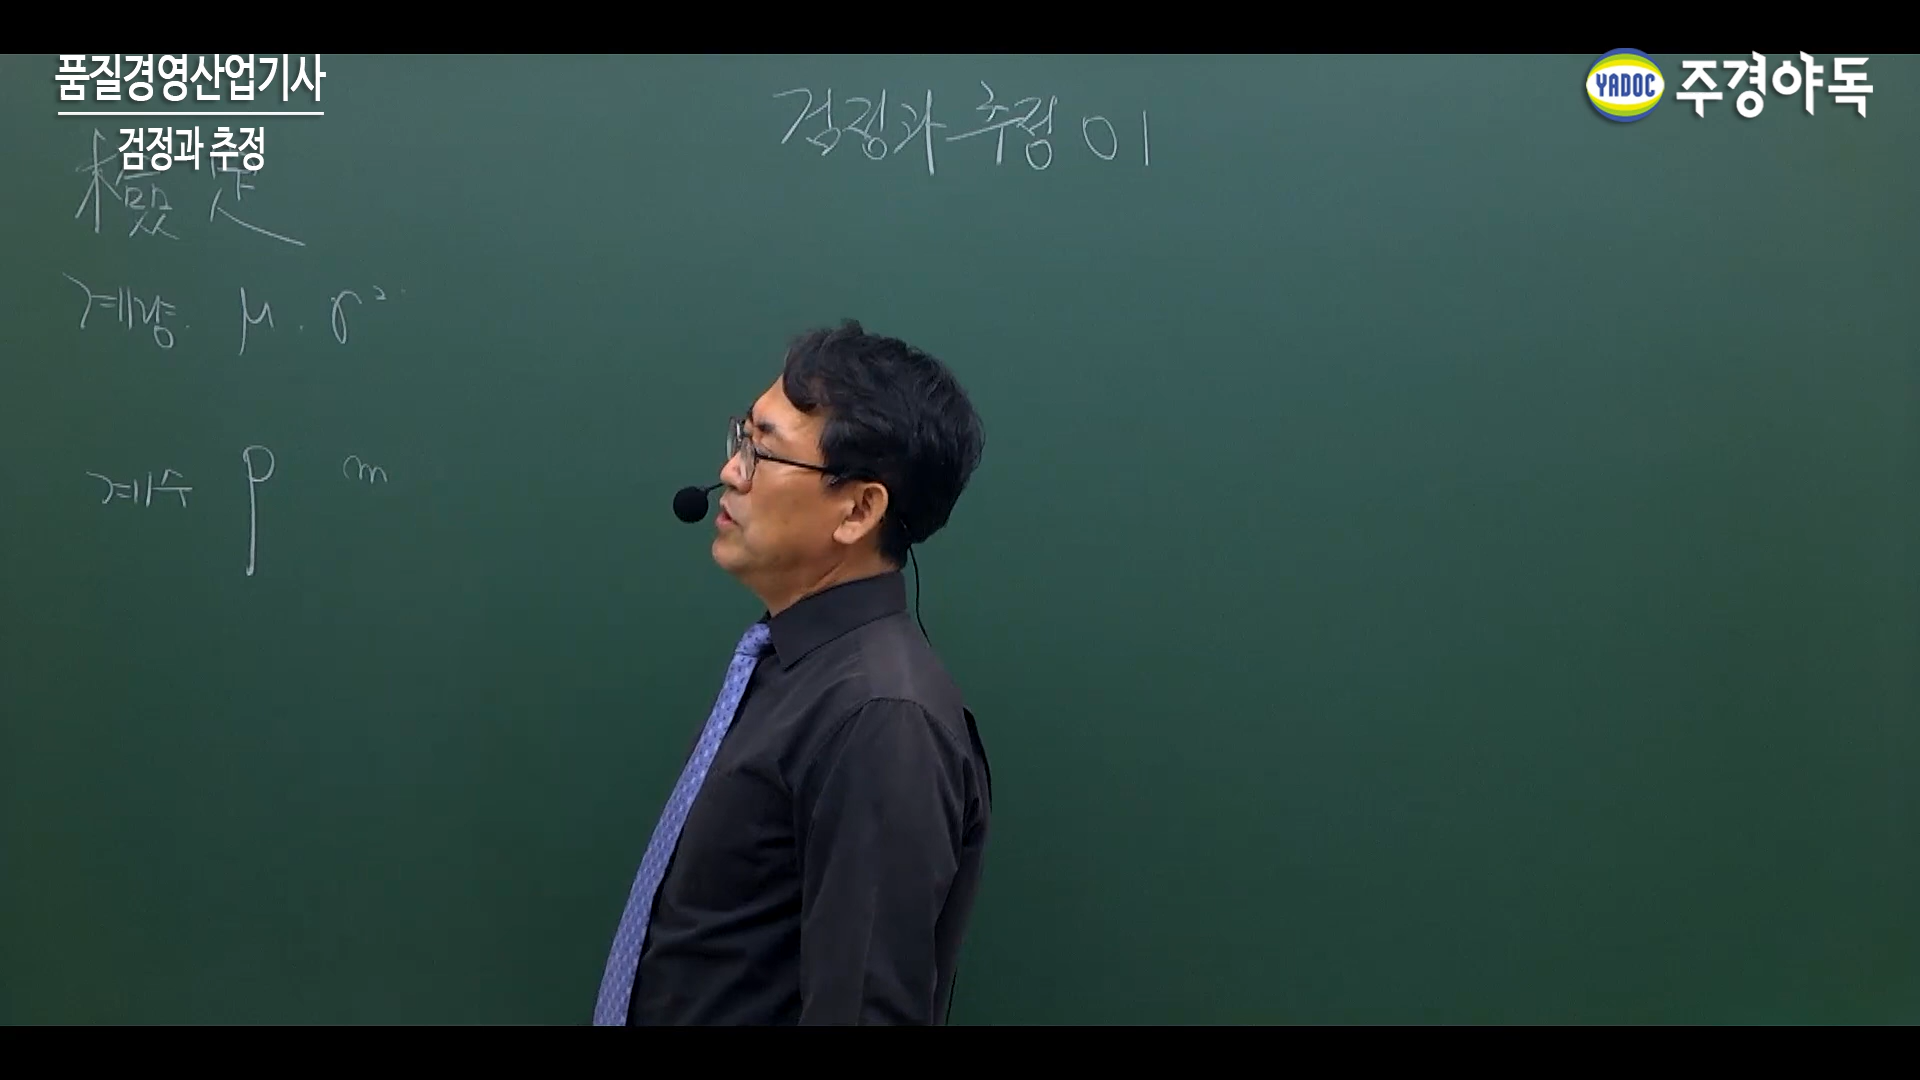 품질경영산업기사
검정과 추정
YADOC 주경야독
검정과 추정 01
檢定
계량. μ. σ²
계수 P m